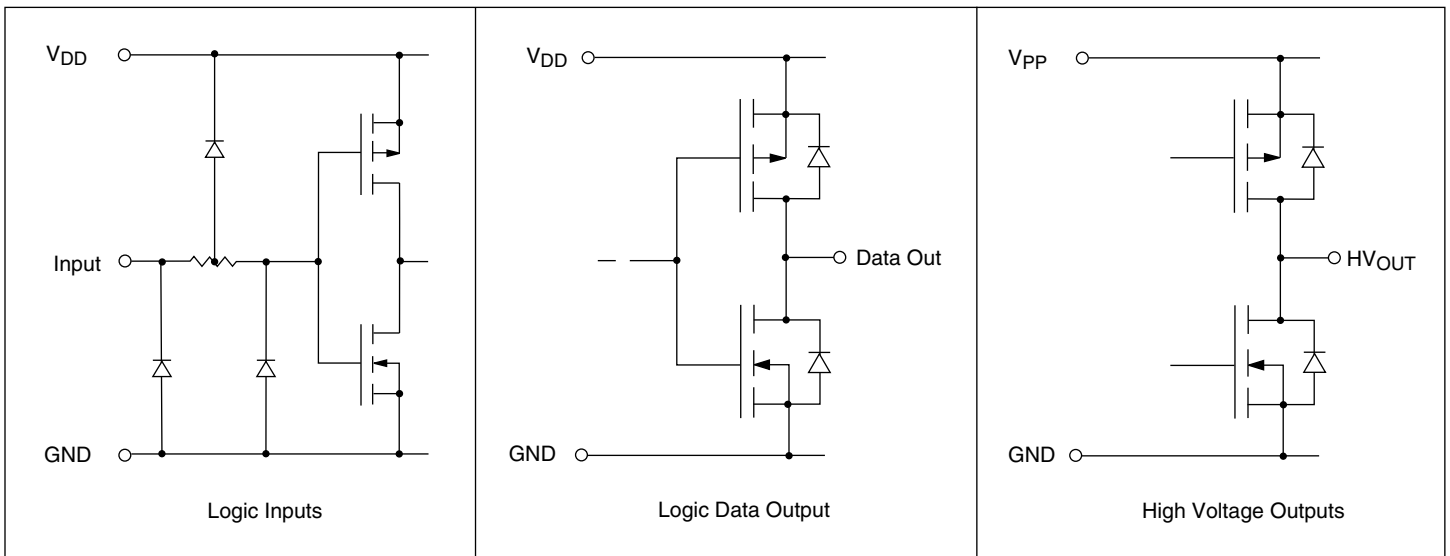 VDD
Input
GND
Logic Inputs
VDD
Data Out
GND
Logic Data Output
VPP
HVOUT
GND
High Voltage Outputs